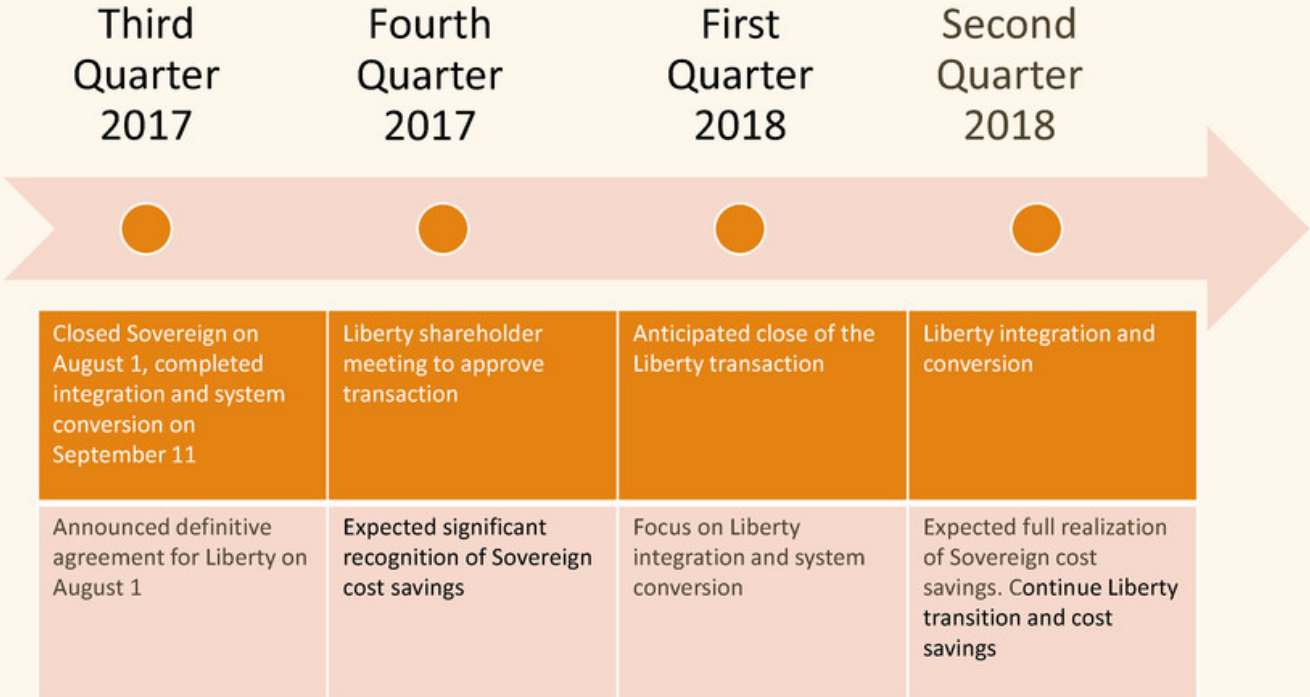 Third
Quarter
2017
Fourth
Quarter
2017
First
Quarter
2018
Second
Quarter
2018
Closed Sovereign on
August 1, completed
integration and system
conversion on
September 11
Liberty shareholder
meeting to approve
transaction
Anticipated close of the
Liberty transaction
Liberty integration and
conversion
Announced definitive
agreement for Liberty on
August 1
Expected significant
recognition of Sovereign
cost savings
Focus on Liberty
integration and system
conversion
Expected full realization
of Sovereign cost
savings. Continue Liberty
transition and cost
savings